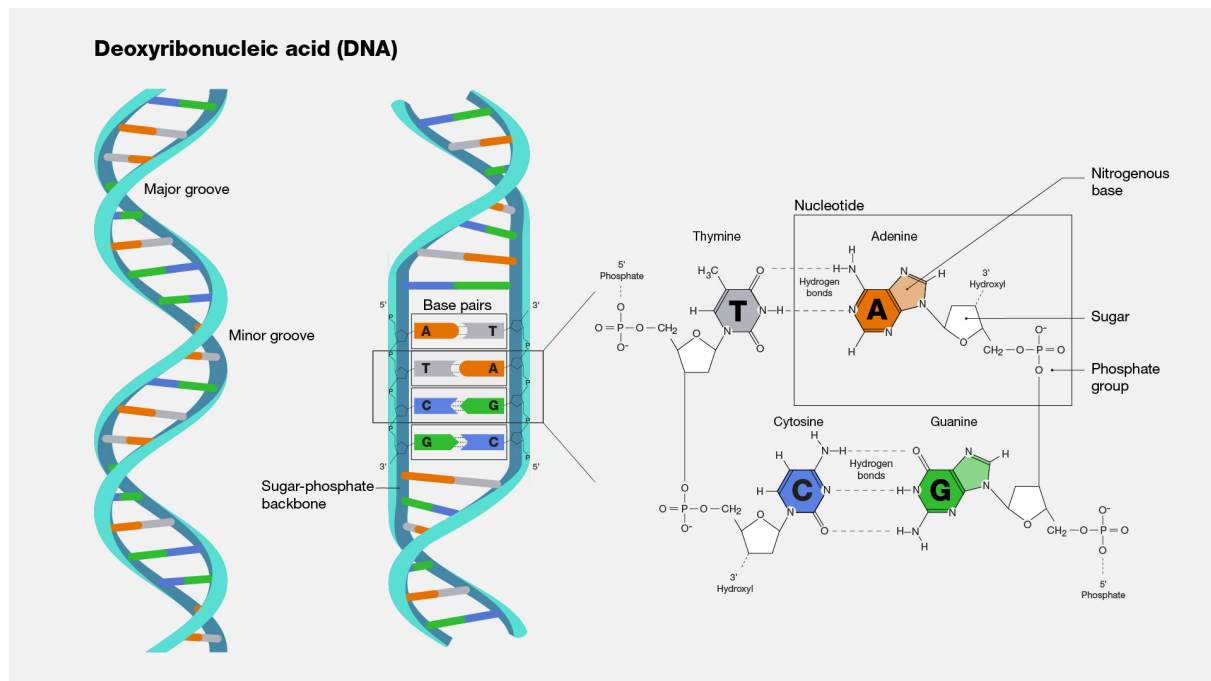 Deoxyribonucleic acid (DNA)
Major groove
Minor groove
Sugar-phosphate
backbone
5'
3'
Base pairs
P
P
A T
P
P
T A
P
P
C G
P
P
G C
P
P
3'
5'
Nitrogenous
base
Nucleotide
Thymine
Adenine
5'
Phosphate
O
O=P—O—CH₂
O⁻
O
H₃C
O
H
T
N—H
N
O
Hydrogen
bonds
H
H—N
N
H
N
A
N
N
H
3'
Hydroxyl
O
Sugar
CH₂—O—P=O
O⁻
O
Phosphate
group
Cytosine
Guanine
H
N—H
H
H
C
N
N
O
Hydrogen
bonds
O
N
H
H—N
G
N
N
H—N
H
O
O=P—O—CH₂
O⁻
O
3'
Hydroxyl
O
CH₂—O—P=O
O⁻
O
5'
Phosphate